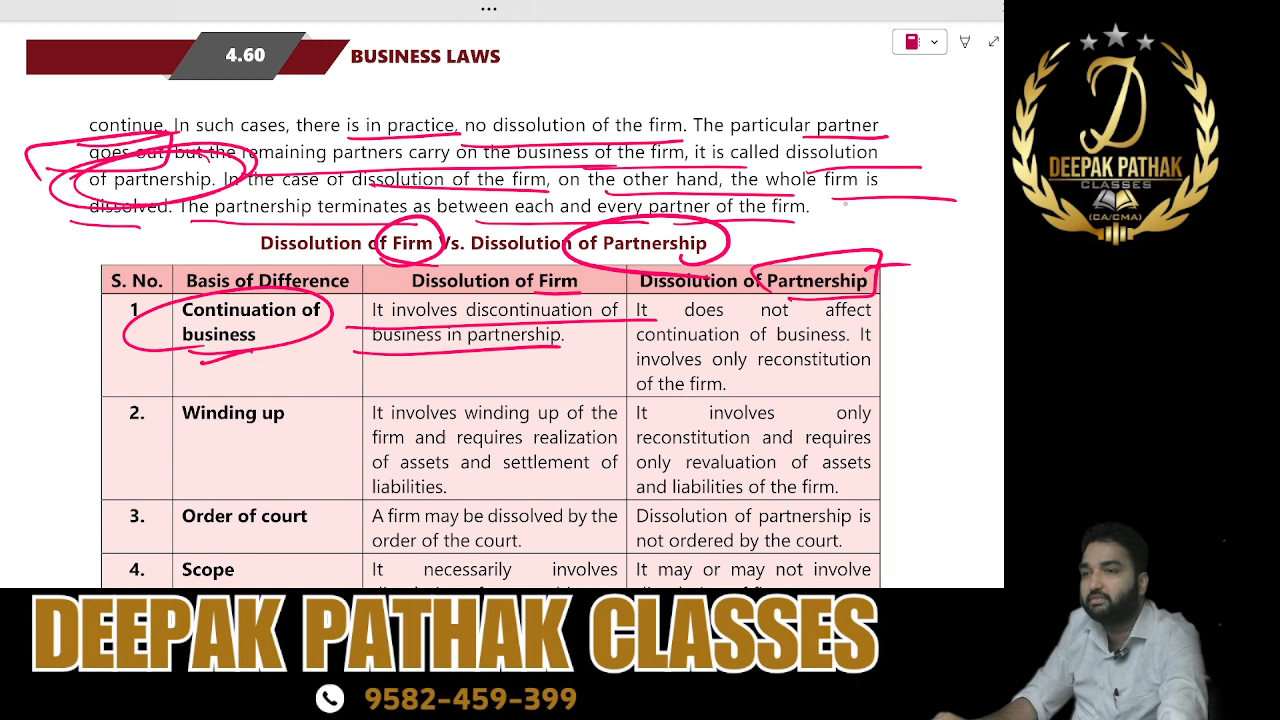 4.60 BUSINESS LAWS
continue. In such cases, there is in practice, no dissolution of the firm. The particular partner
goes out, but the remaining partners carry on the business of the firm, it is called dissolution
of partnership. In the case of dissolution of the firm, on the other hand, the whole firm is
dissolved. The partnership terminates as between each and every partner of the firm.
Dissolution of Firm Vs. Dissolution of Partnership
S. No. Basis of Difference Dissolution of Firm Dissolution of Partnership
1 Continuation of business
It involves discontinuation of
business in partnership.
It does not affect
continuation of business. It
involves only reconstitution
of the firm.
2. Winding up
It involves winding up of the
firm and requires realization
of assets and settlement of
liabilities.
It involves only
reconstitution and requires
only revaluation of assets
and liabilities of the firm.
3. Order of court
A firm may be dissolved by the
order of the court.
Dissolution of partnership is
not ordered by the court.
4. Scope
It necessarily involves
It may or may not involve
D
DEEPAK PATHAK
CLASSES
(CA/CMA)
DEEPAK PATHAK CLASSES
9582-459-399